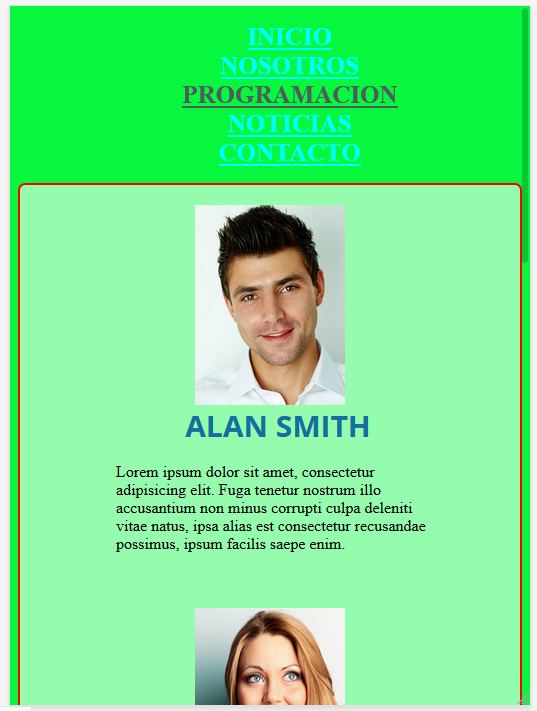 INICIO
NOSOTROS
PROGRAMACION
NOTICIAS
CONTACTO
ALAN SMITH
Lorem ipsum dolor sit amet, consectetur
adipisicing elit. Fuga tenetur nostrum illo
accusantium non minus corrupti culpa deleniti
vitae natus, ipsa alias est consectetur recusandae
possimus, ipsum facilis saepe enim.